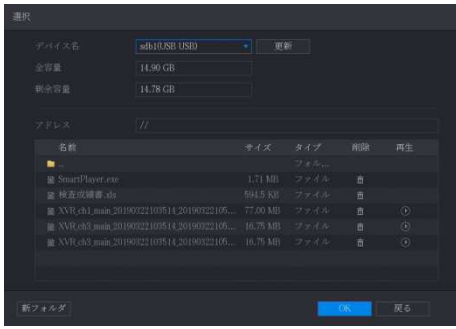 選択
デバイス名 sdb1(USB USB) 更新
全容量 14.90 GB
剰余容量 14.78 GB
アドレス //
名前 サイズ タイプ 削除 再生
.. フォル...
SmartPlayer.exe 1.71 MB ファイル
検査成績書.xls 594.5 KB ファイル
XVR_ch1_main_20190322103514_20190322105... 77.00 MB ファイル
XVR_ch3_main_20190322103514_20190322105... 16.75 MB ファイル
XVR_ch3_main_20190322103514_20190322105... 16.75 MB ファイル
新フォルダ OK 戻る